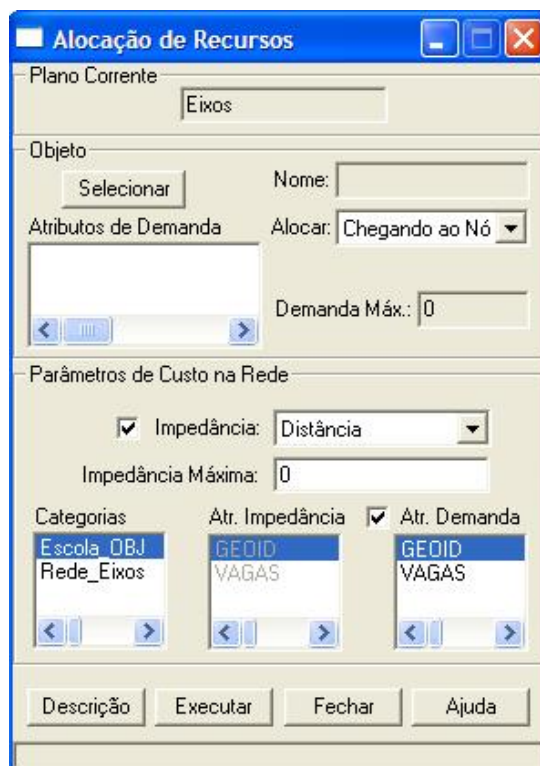 Alocação de Recursos
Plano Corrente
Eixos
Objeto
Selecionar
Nome:
Atributos de Demanda
Alocar: Chegando ao Nó
Demanda Máx.: 0
Parâmetros de Custo na Rede
Impedância: Distância
Impedância Máxima: 0
Categorias Atr. Impedância Atr. Demanda
Escola_OBJ GEOID GEOID
Rede_Eixos VAGAS VAGAS
Descrição Executar Fechar Ajuda